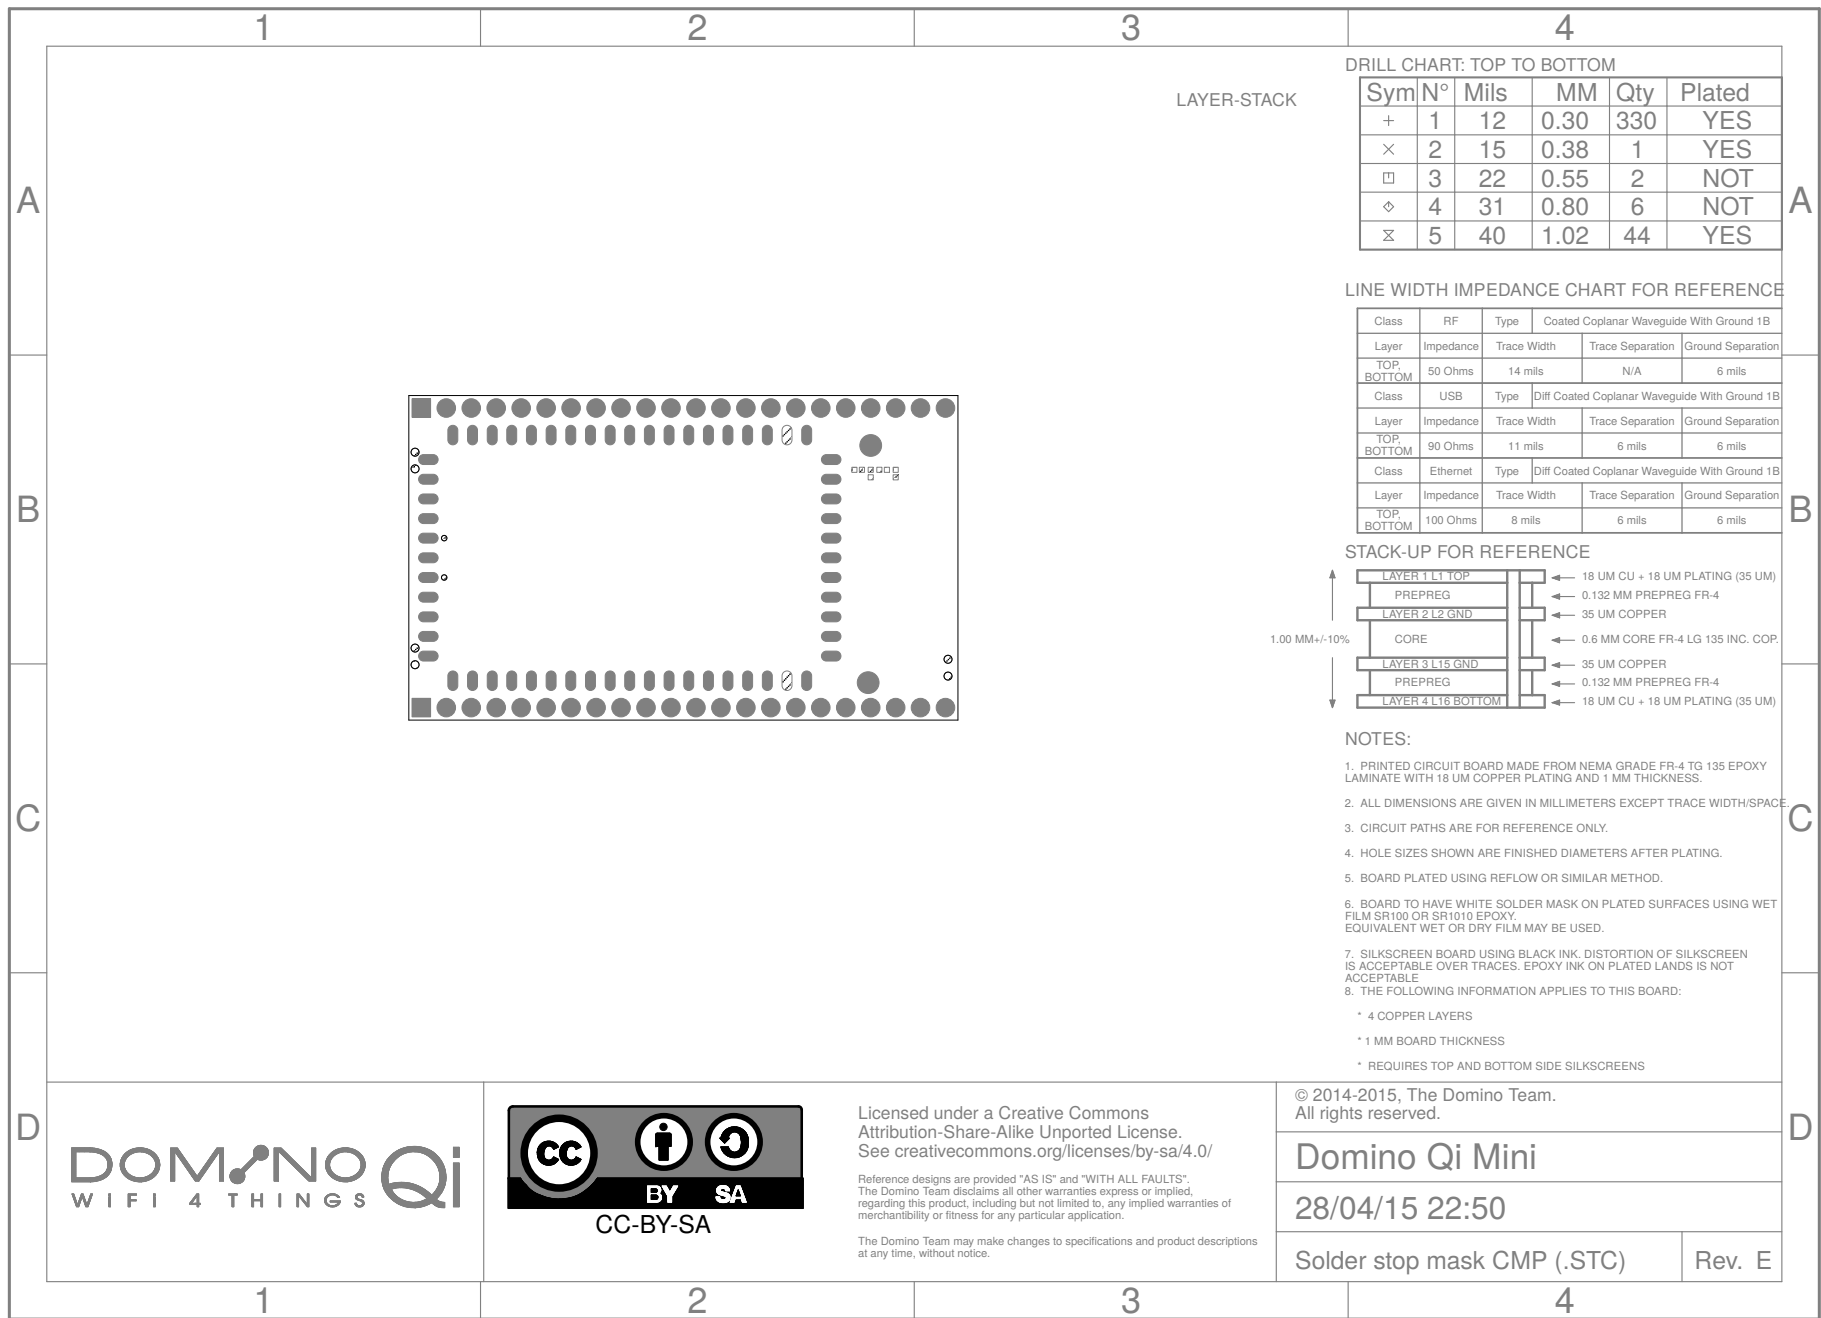 1 2 3 4
A
B
C
D
A
B
C
D
LAYER-STACK
DRILL CHART: TOP TO BOTTOM
Sym N° Mils MM Qty Plated
1 12 0.30 330 YES
2 15 0.38 1 YES
3 22 0.55 2 NOT
4 31 0.80 6 NOT
5 40 1.02 44 YES
LINE WIDTH IMPEDANCE CHART FOR REFERENCE
Class RF Type Coated Coplanar Waveguide With Ground 1B
Layer Impedance Trace Width Trace Separation Ground Separation
TOP, BOTTOM 50 Ohms 14 mils N/A 6 mils
Class USB Type Diff Coated Coplanar Waveguide With Ground 1B
Layer Impedance Trace Width Trace Separation Ground Separation
TOP, BOTTOM 90 Ohms 11 mils 6 mils 6 mils
Class Ethernet Type Diff Coated Coplanar Waveguide With Ground 1B
Layer Impedance Trace Width Trace Separation Ground Separation
TOP, BOTTOM 100 Ohms 8 mils 6 mils 6 mils
STACK-UP FOR REFERENCE
LAYER 1 L1 TOP 18 UM CU + 18 UM PLATING (35 UM)
PREPREG 0.132 MM PREPREG FR-4
LAYER 2 L2 GND 35 UM COPPER
1.00 MM+/-10% CORE 0.6 MM CORE FR-4 LG 135 INC. COP.
LAYER 3 L15 GND 35 UM COPPER
PREPREG 0.132 MM PREPREG FR-4
LAYER 4 L16 BOTTOM 18 UM CU + 18 UM PLATING (35 UM)
NOTES:
1. PRINTED CIRCUIT BOARD MADE FROM NEMA GRADE FR-4 TG 135 EPOXY
LAMINATE WITH 18 UM COPPER PLATING AND 1 MM THICKNESS.
2. ALL DIMENSIONS ARE GIVEN IN MILLIMETERS EXCEPT TRACE WIDTH/SPACE.
3. CIRCUIT PATHS ARE FOR REFERENCE ONLY.
4. HOLE SIZES SHOWN ARE FINISHED DIAMETERS AFTER PLATING.
5. BOARD PLATED USING REFLOW OR SIMILAR METHOD.
6. BOARD TO HAVE WHITE SOLDER MASK ON PLATED SURFACES USING WET
FILM SR100 OR SR1010 EPOXY.
EQUIVALENT WET OR DRY FILM MAY BE USED.
7. SILKSCREEN BOARD USING BLACK INK. DISTORTION OF SILKSCREEN
IS ACCEPTABLE OVER TRACES. EPOXY INK ON PLATED LANDS IS NOT
ACCEPTABLE
8. THE FOLLOWING INFORMATION APPLIES TO THIS BOARD:
* 4 COPPER LAYERS
* 1 MM BOARD THICKNESS
* REQUIRES TOP AND BOTTOM SIDE SILKSCREENS
DOMINO Qi
WIFI 4 THINGS
CC BY SA
CC-BY-SA
Licensed under a Creative Commons
Attribution-Share-Alike Unported License.
See creativecommons.org/licenses/by-sa/4.0/
Reference designs are provided "AS IS" and "WITH ALL FAULTS".
The Domino Team disclaims all other warranties express or implied,
regarding this product, including but not limited to, any implied warranties of
merchantibility or fitness for any particular application.
The Domino Team may make changes to specifications and product descriptions
at any time, without notice.
© 2014-2015, The Domino Team.
All rights reserved.
Domino Qi Mini
28/04/15 22:50
Solder stop mask CMP (.STC) Rev. E
1 2 3 4